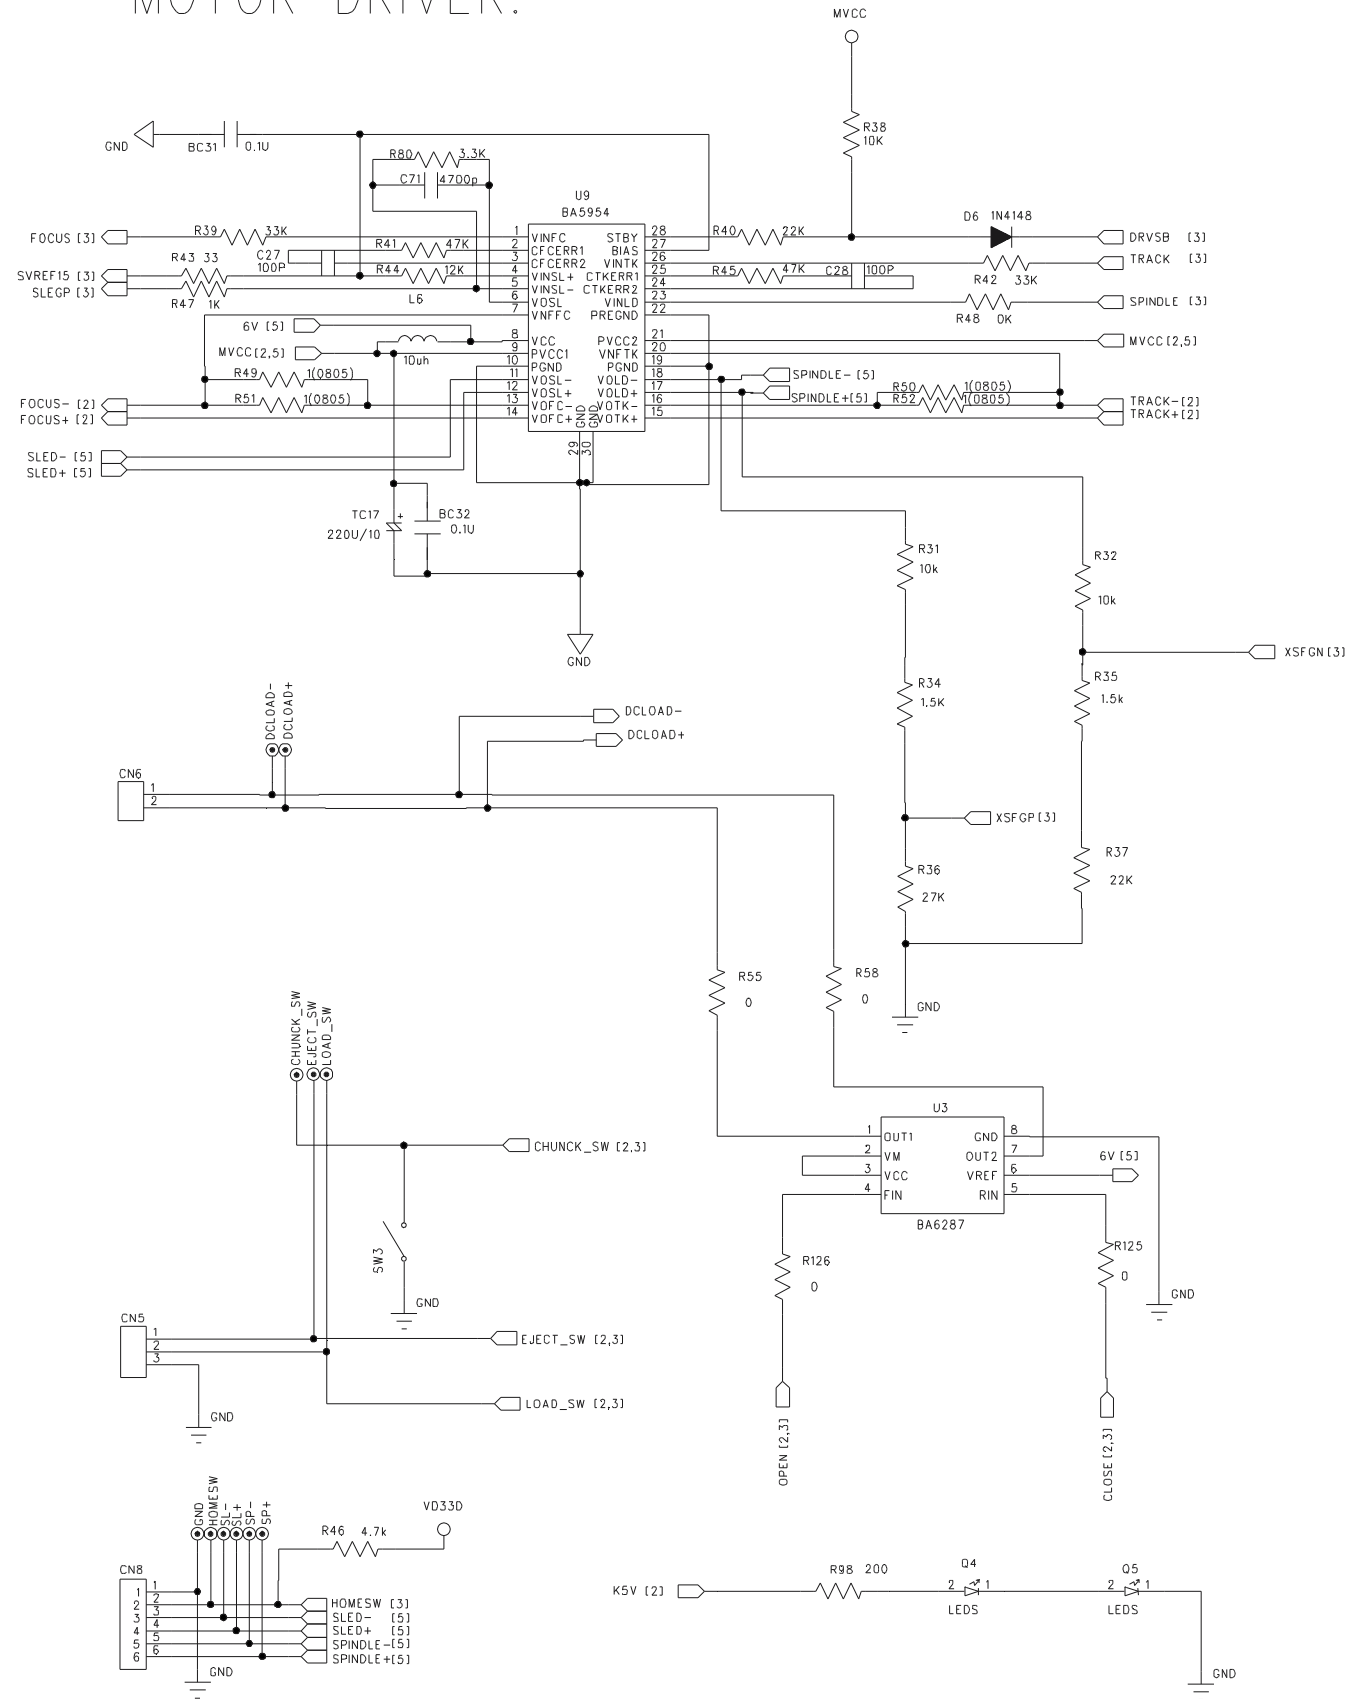 MOTOR DRIVER.
MVCC
R38
10K
GND
BC31 0.1U
R80 3.3K
C71 4700p
U9
BA5954
D6 1N4148
FOCUS [3]
R39 33K
R41 47K
C27
100P
R43 33
SVREF15 [3]
SLEGP [3]
R44 12K
R47 1K
L6
6V [5]
MVCC[2,5]
10uh
R49 1(0805)
R51 1(0805)
FOCUS- [2]
FOCUS+ [2]
SLED- [5]
SLED+ [5]
1 VINFC
2 CFCERR1
3 CFCERR2
4 VINSL+
5 VINSL-
6 VOSL
7 VNFFC
8 VCC
9 PVCC1
10 PGND
11 VOSL-
12 VOSL+
13 VOFC-
14 VOFC+
STBY 28
BIAS 27
VINTK 26
CTKERR1 25
CTKERR2 24
VINLD 23
PREGND 22
PVCC2 21
VNFTK 20
PGND 19
VOLD- 18
VOLD+ 17
VOTK- 16
VOTK+ 15
GND GND
29 30
R40 22K
DRVSB [3]
TRACK [3]
R45 47K
C28 100P
R42 33K
SPINDLE [3]
R48 0K
MVCC[2,5]
SPINDLE- [5]
SPINDLE+[5]
R50 1(0805)
R52 1(0805)
TRACK-[2]
TRACK+[2]
TC17
220U/10
+
BC32
0.1U
GND
R31
10k
R32
10k
XSFGN[3]
R34
1.5K
R35
1.5k
XSFGP[3]
R36
27K
R37
22K
GND
DCLOAD-
DCLOAD+
DCLOAD-
DCLOAD+
CN6
1
2
R55
0
R58
0
CHUNCK_SW
EJECT_SW
LOAD_SW
CHUNCK_SW [2,3]
SW3
GND
U3
1 OUT1
2 VM
3 VCC
4 FIN
GND 8
OUT2 7
VREF 6
RIN 5
BA6287
6V [5]
R126
0
R125
0
GND
OPEN [2,3]
CLOSE [2,3]
CN5
1
2
3
EJECT_SW [2,3]
LOAD_SW [2,3]
GND
GND
HOMESW
SL-
SL+
SP-
SP+
R46 4.7k
VD33D
CN8
1 1
2 2
3 3
4 4
5 5
6 6
HOMESW [3]
SLED- [5]
SLED+ [5]
SPINDLE-[5]
SPINDLE+[5]
GND
K5V [2]
R98 200
Q4
2 1
LEDS
Q5
2 1
LEDS
GND